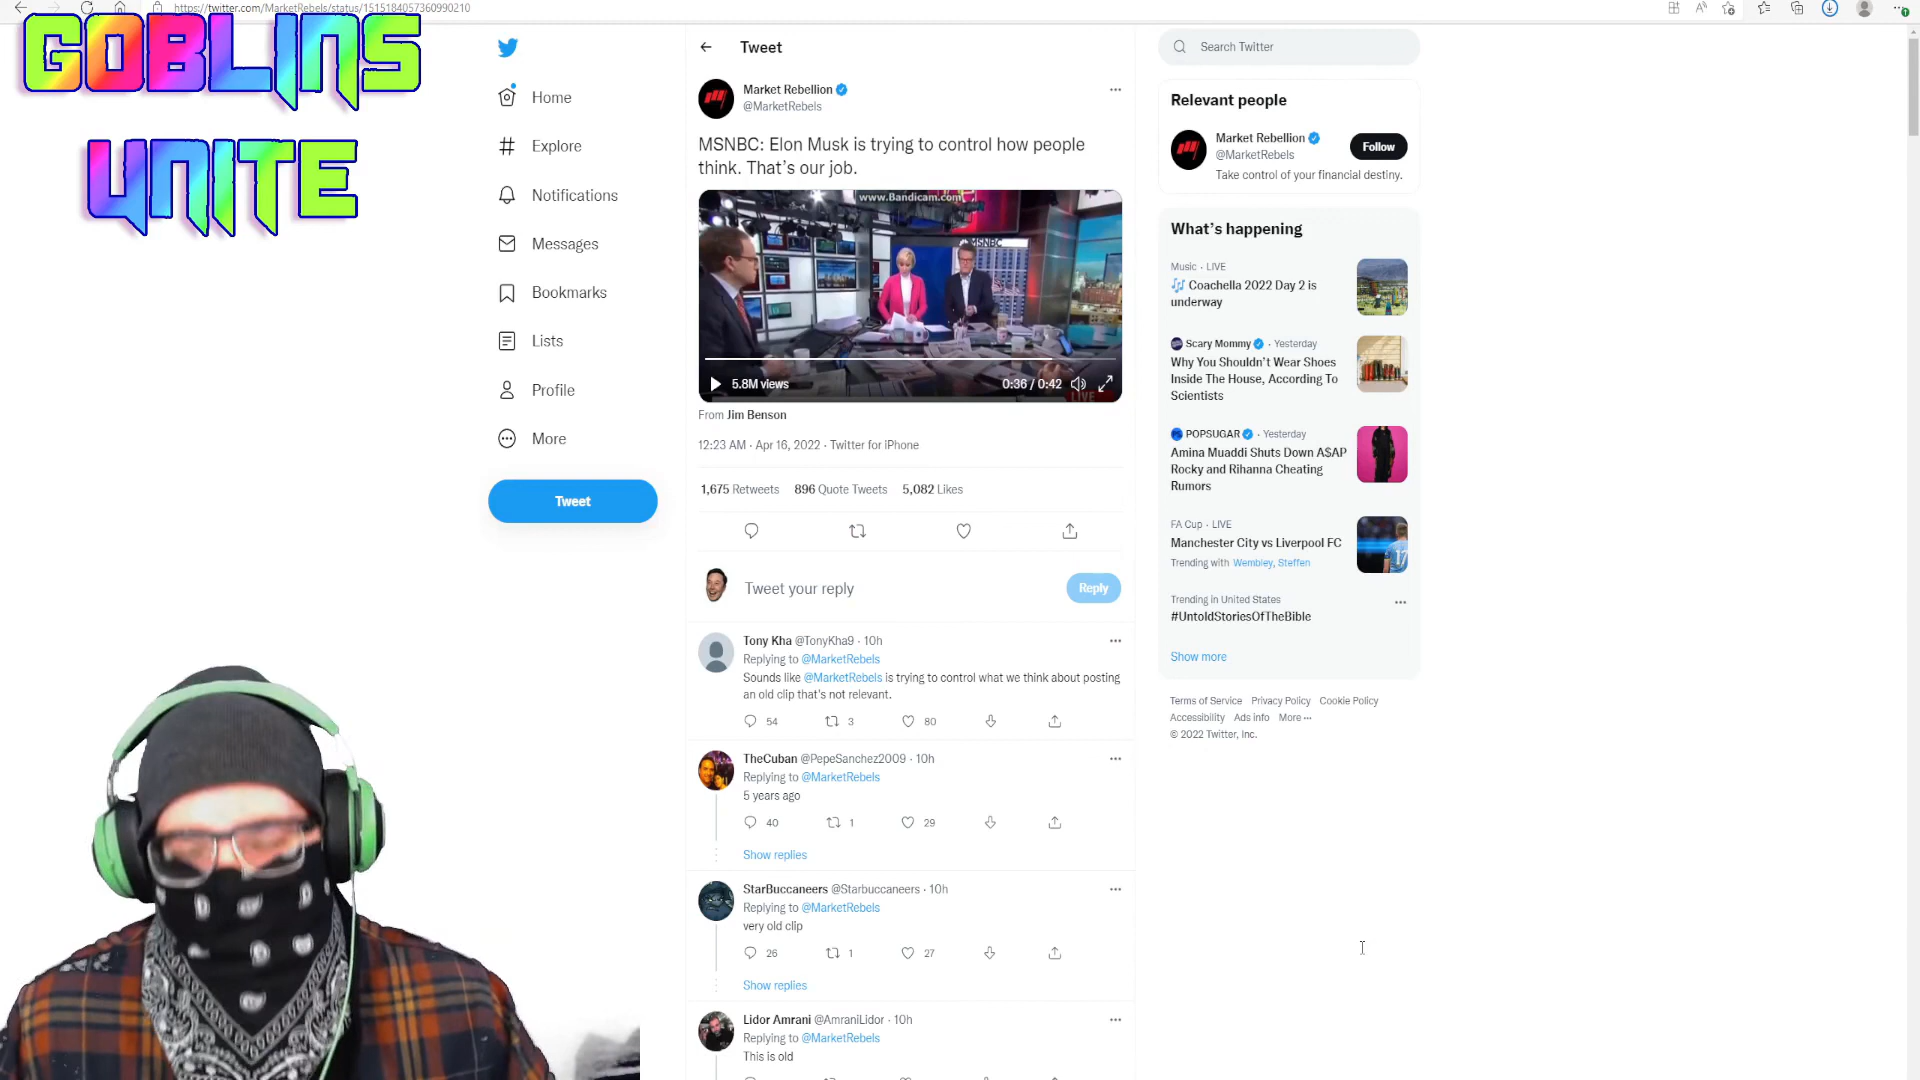 https://twitter.com/MarketRebels/status/1515184057360990210
GOBLINS
UNITE
Home
Explore
Notifications
Messages
Bookmarks
Lists
Profile
More
Tweet
Tweet
Market Rebellion
@MarketRebels
MSNBC: Elon Musk is trying to control how people
think. That's our job.
www.Bandicam.com
MSNBC
5.8M views
0:36 / 0:42
LIVE
From Jim Benson
12:23 AM · Apr 16, 2022 · Twitter for iPhone
1,675 Retweets 896 Quote Tweets 5,082 Likes
Tweet your reply
Reply
Tony Kha @TonyKha9 · 10h
Replying to @MarketRebels
Sounds like @MarketRebels is trying to control what we think about posting
an old clip that's not relevant.
54 3 80
TheCuban @PepeSanchez2009 · 10h
Replying to @MarketRebels
5 years ago
40 1 29
Show replies
StarBuccaneers @Starbuccaneers · 10h
Replying to @MarketRebels
very old clip
26 1 27
Show replies
Lidor Amrani @AmraniLidor · 10h
Replying to @MarketRebels
This is old
Search Twitter
Relevant people
Market Rebellion
@MarketRebels
Follow
Take control of your financial destiny.
What's happening
Music · LIVE
Coachella 2022 Day 2 is
underway
Scary Mommy · Yesterday
Why You Shouldn't Wear Shoes
Inside The House, According To
Scientists
POPSUGAR · Yesterday
Amina Muaddi Shuts Down A$AP
Rocky and Rihanna Cheating
Rumors
FA Cup · LIVE
Manchester City vs Liverpool FC
Trending with Wembley, Steffen
17
Trending in United States
#UntoldStoriesOfTheBible
Show more
Terms of Service Privacy Policy Cookie Policy
Accessibility Ads info More ···
© 2022 Twitter, Inc.